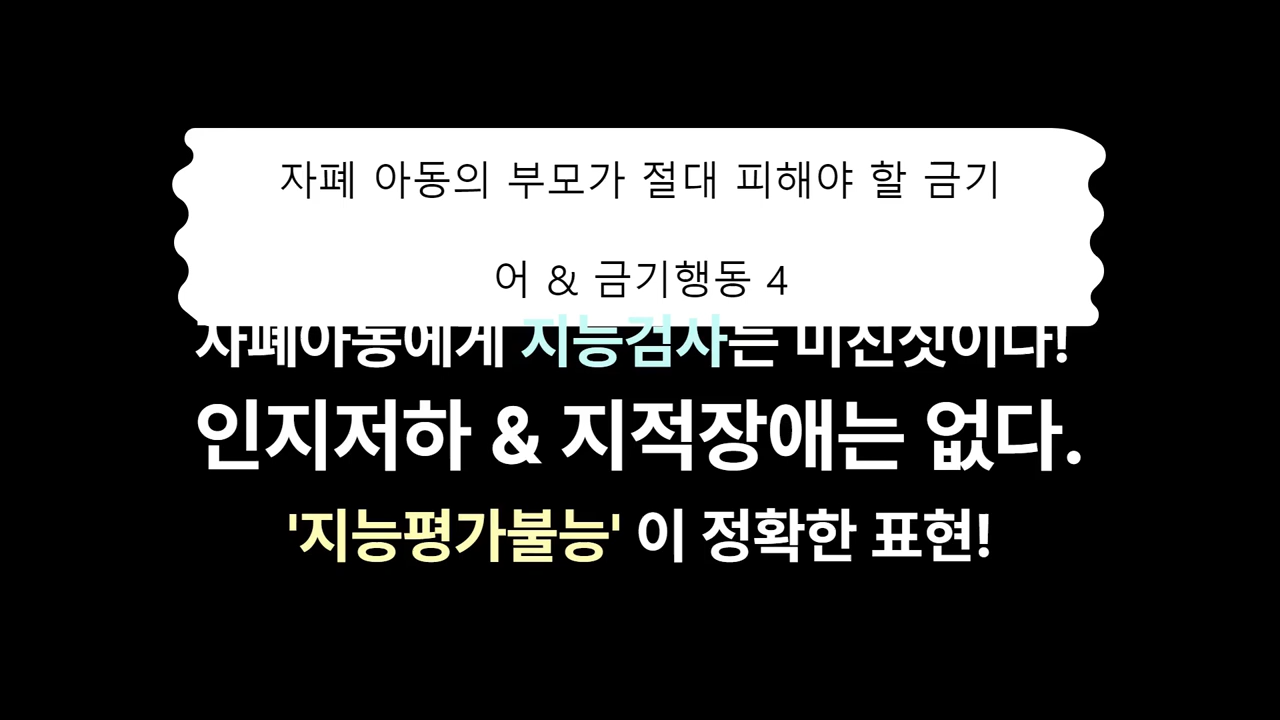 자폐 아동의 부모가 절대 피해야 할 금기
어 & 금기행동 4
자폐아동에게 지능검사는 미친짓이다!
인지저하 & 지적장애는 없다.
'지능평가불능' 이 정확한 표현!